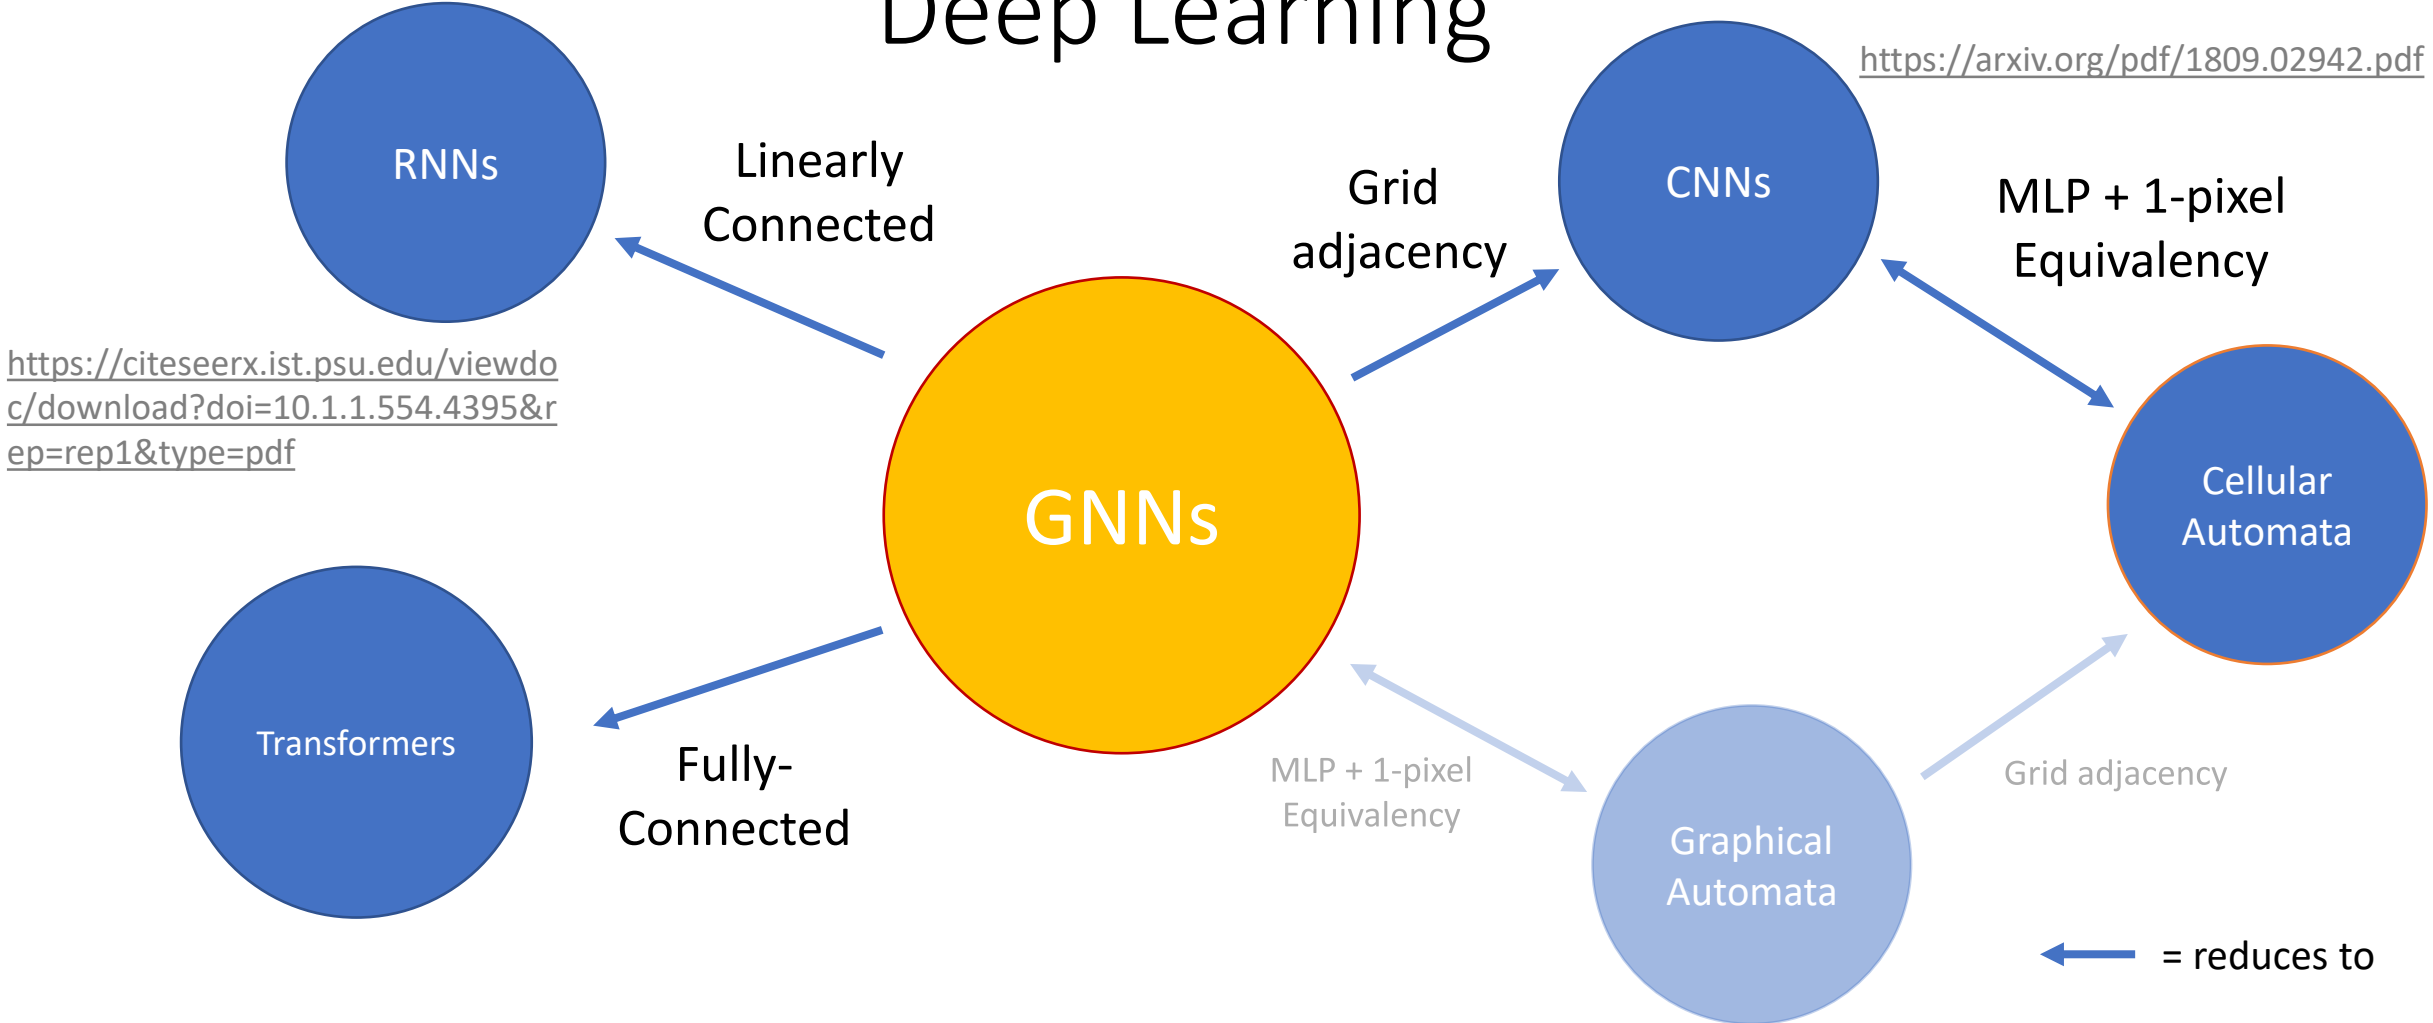 Deep Learning
https://arxiv.org/pdf/1809.02942.pdf
RNNs
Linearly
Connected
Grid
adjacency
CNNs
MLP + 1-pixel
Equivalency
https://citeseerx.ist.psu.edu/viewdo
c/download?doi=10.1.1.554.4395&r
ep=rep1&type=pdf
GNNs
Cellular
Automata
Transformers
Fully-
Connected
MLP + 1-pixel
Equivalency
Grid adjacency
Graphical
Automata
= reduces to